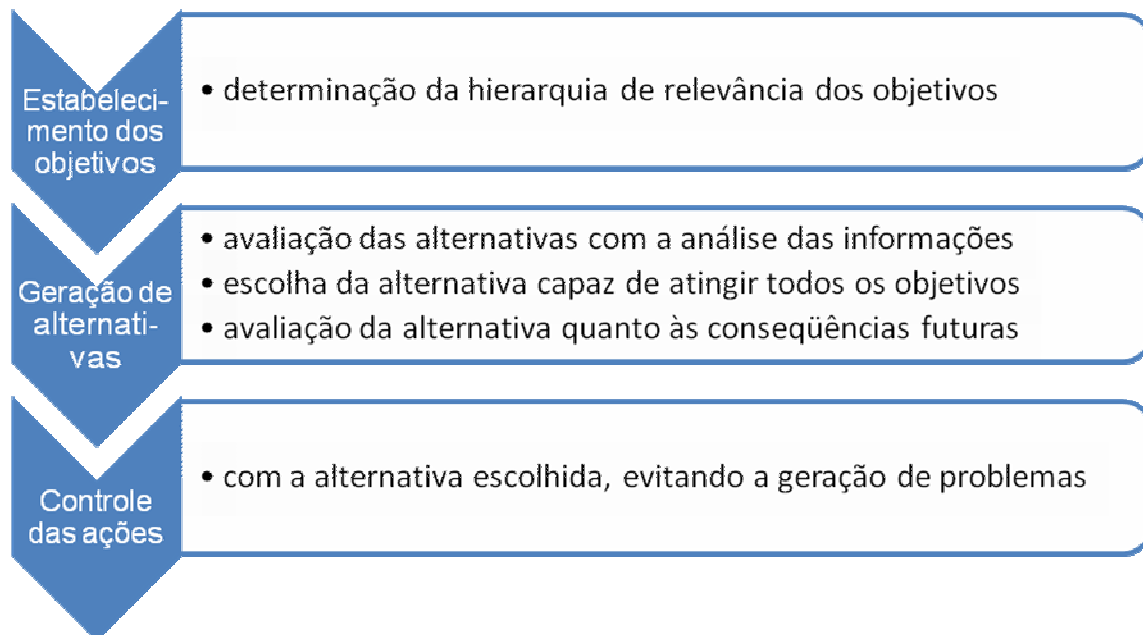 Estabeleci-
mento dos
objetivos
• determinação da hierarquia de relevância dos objetivos
Geração de
alternati-
vas
• avaliação das alternativas com a análise das informações
• escolha da alternativa capaz de atingir todos os objetivos
• avaliação da alternativa quanto às conseqüências futuras
Controle
das ações
• com a alternativa escolhida, evitando a geração de problemas